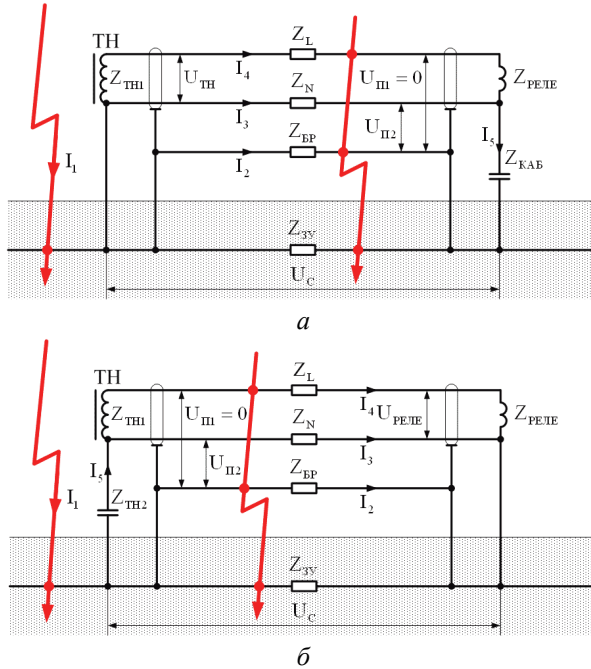 ТН
Z_L
Z_ТН1
U_ТН
I_4
Z_N
U_П1 = 0
Z_РЕЛЕ
I_3
U_П2
I_5
Z_БР
Z_КАБ
I_1
I_2
Z_ЗУ
U_С
а
ТН
Z_L
Z_ТН1
U_П1 = 0
I_4
U_РЕЛЕ
Z_РЕЛЕ
Z_N
U_П2
I_3
I_5
Z_БР
I_1
Z_ТН2
I_2
Z_ЗУ
U_С
б